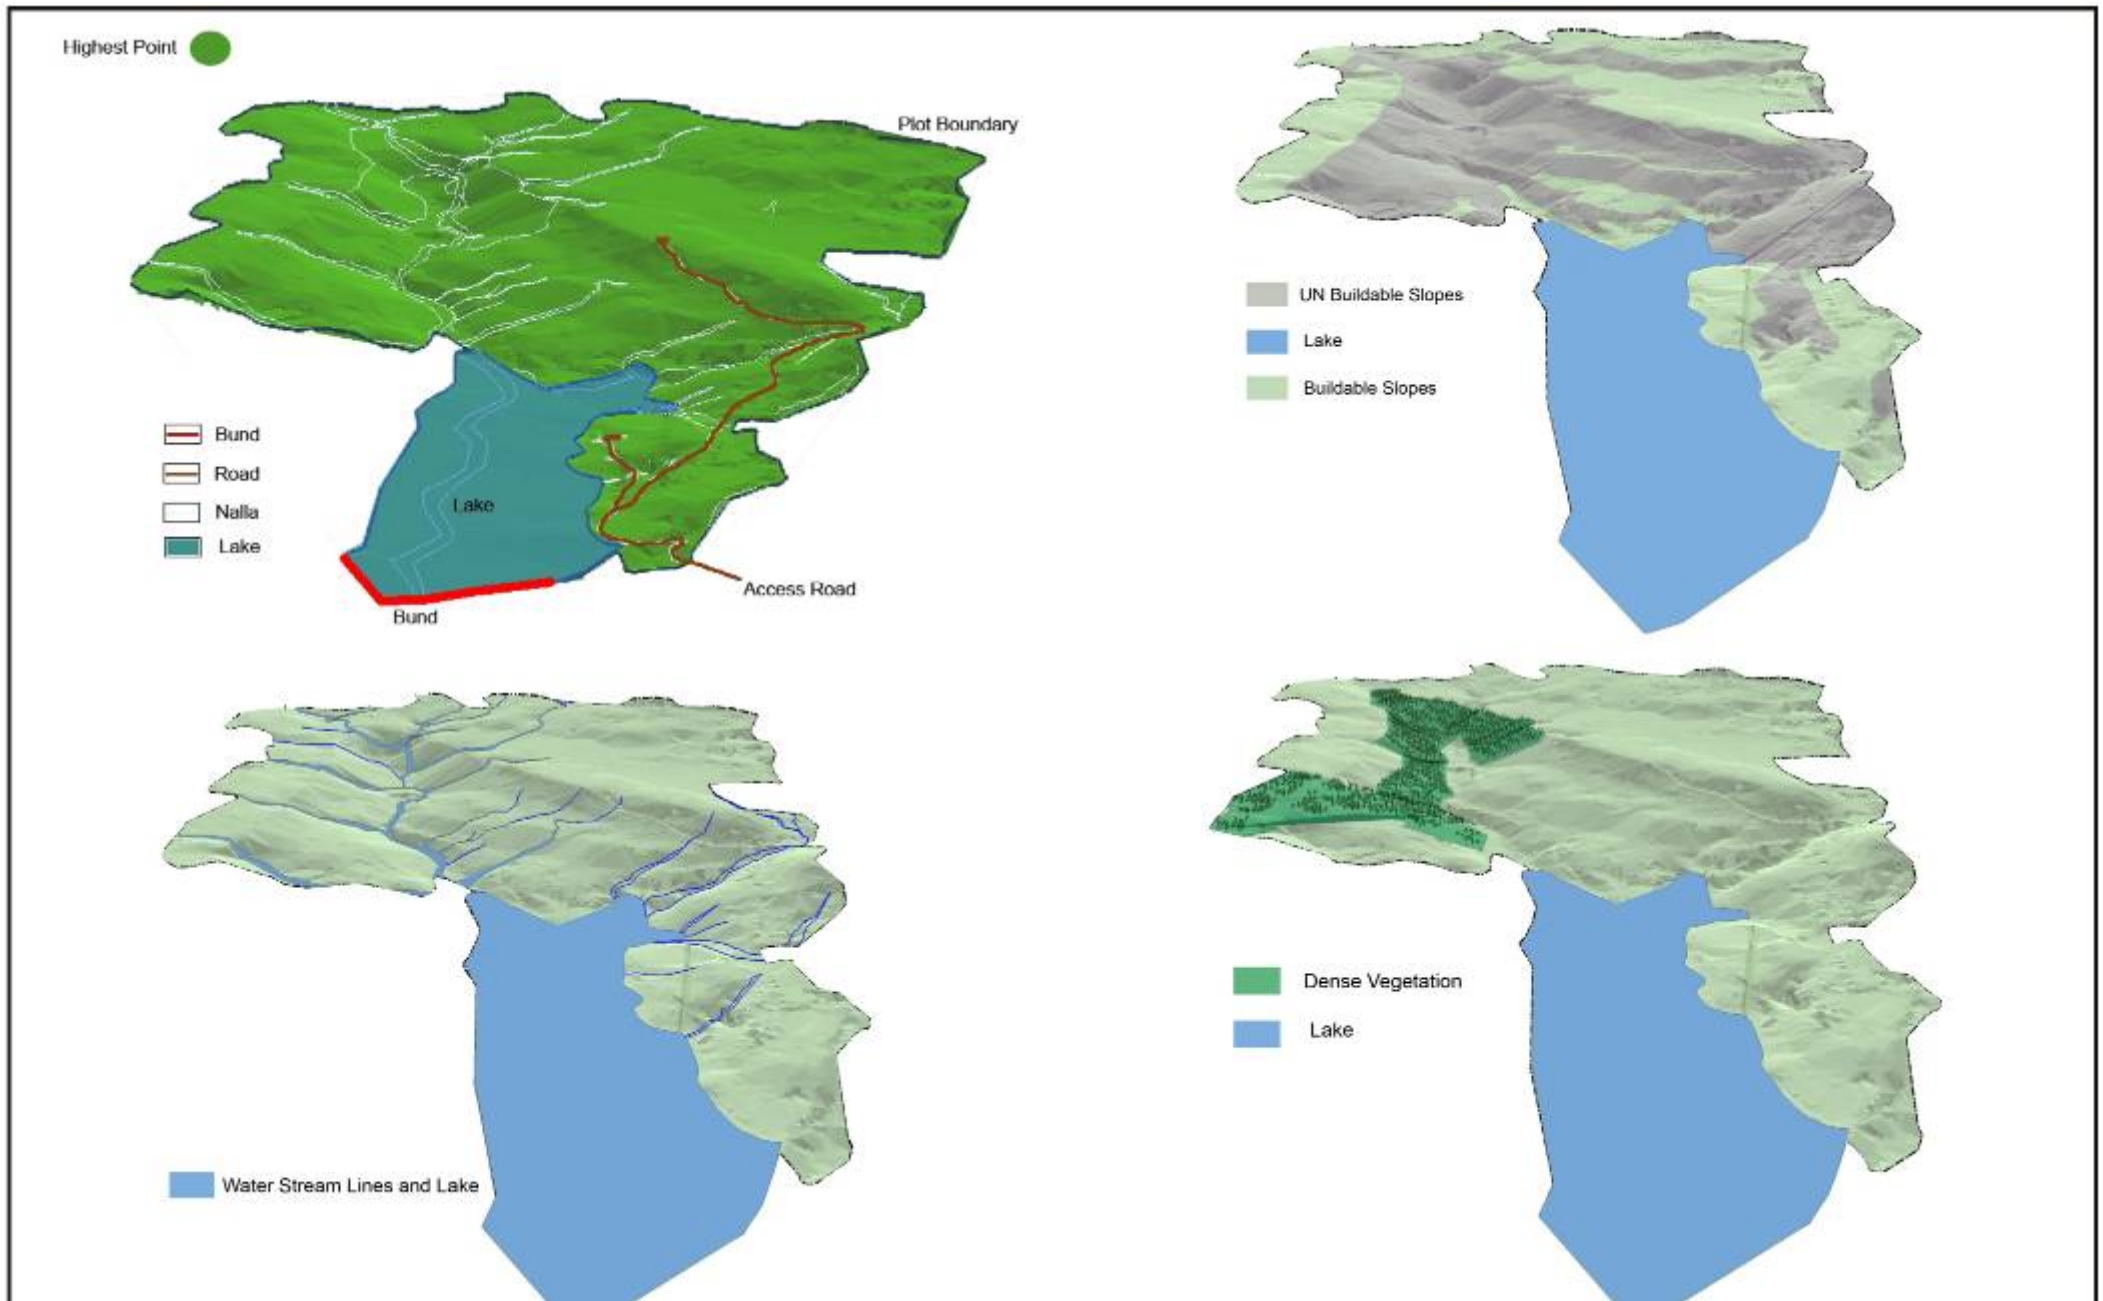 Highest Point
Plot Boundary
Bund
Road
Nalla
Lake
Lake
Access Road
Bund
UN Buildable Slopes
Lake
Buildable Slopes
Water Stream Lines and Lake
Dense Vegetation
Lake